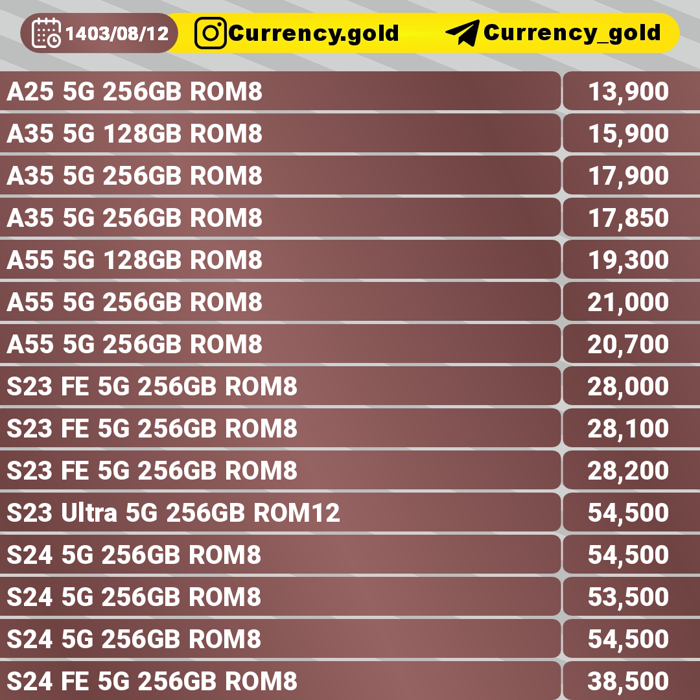 1403/08/12 Currency.gold Currency_gold
A25 5G 256GB ROM8 13,900
A35 5G 128GB ROM8 15,900
A35 5G 256GB ROM8 17,900
A35 5G 256GB ROM8 17,850
A55 5G 128GB ROM8 19,300
A55 5G 256GB ROM8 21,000
A55 5G 256GB ROM8 20,700
S23 FE 5G 256GB ROM8 28,000
S23 FE 5G 256GB ROM8 28,100
S23 FE 5G 256GB ROM8 28,200
S23 Ultra 5G 256GB ROM12 54,500
S24 5G 256GB ROM8 54,500
S24 5G 256GB ROM8 53,500
S24 5G 256GB ROM8 54,500
S24 FE 5G 256GB ROM8 38,500